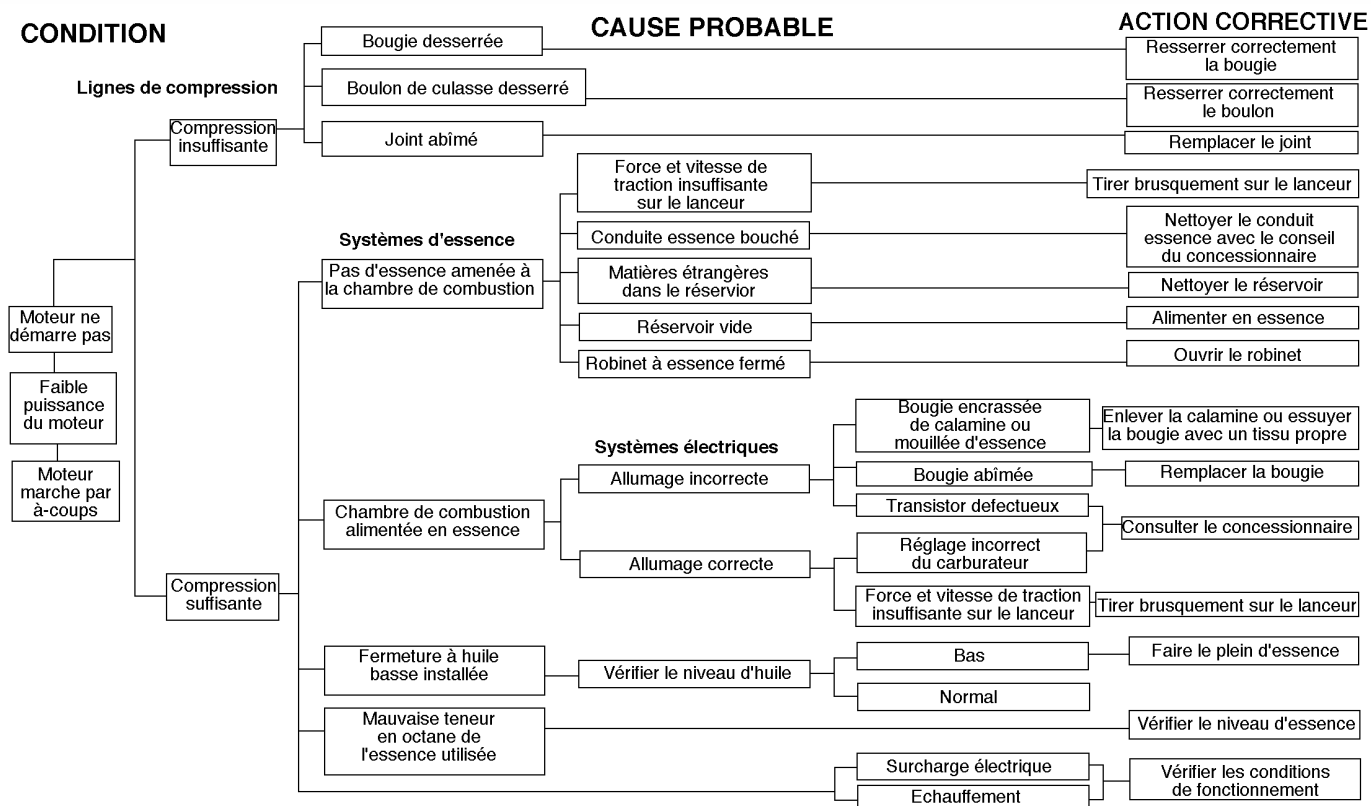 CONDITION
CAUSE PROBABLE
ACTION CORRECTIVE
Lignes de compression
Moteur ne
démarre pas
Faible
puissance
du moteur
Moteur
marche par
à-coups
Compression
insuffisante
Bougie desserrée
Resserrer correctement
la bougie
Boulon de culasse desserré
Resserrer correctement
le boulon
Joint abîmé
Remplacer le joint
Compression
suffisante
Systèmes d'essence
Pas d'essence amenée à
la chambre de combustion
Force et vitesse de
traction insuffisante
sur le lanceur
Tirer brusquement sur le lanceur
Conduite essence bouché
Nettoyer le conduit
essence avec le conseil
du concessionnaire
Matières étrangères
dans le réservior
Nettoyer le réservoir
Réservoir vide
Alimenter en essence
Robinet à essence fermé
Ouvrir le robinet
Chambre de combustion
alimentée en essence
Systèmes électriques
Allumage incorrecte
Bougie encrassée
de calamine ou
mouillée d'essence
Enlever la calamine ou essuyer
la bougie avec un tissu propre
Bougie abîmée
Remplacer la bougie
Transistor defectueux
Consulter le concessionnaire
Allumage correcte
Réglage incorrect
du carburateur
Force et vitesse de traction
insuffisante sur le lanceur
Tirer brusquement sur le lanceur
Fermeture à huile
basse installée
Vérifier le niveau d'huile
Bas
Faire le plein d'essence
Normal
Mauvaise teneur
en octane de
l'essence utilisée
Vérifier le niveau d'essence
Surcharge électrique
Echauffement
Vérifier les conditions
de fonctionnement